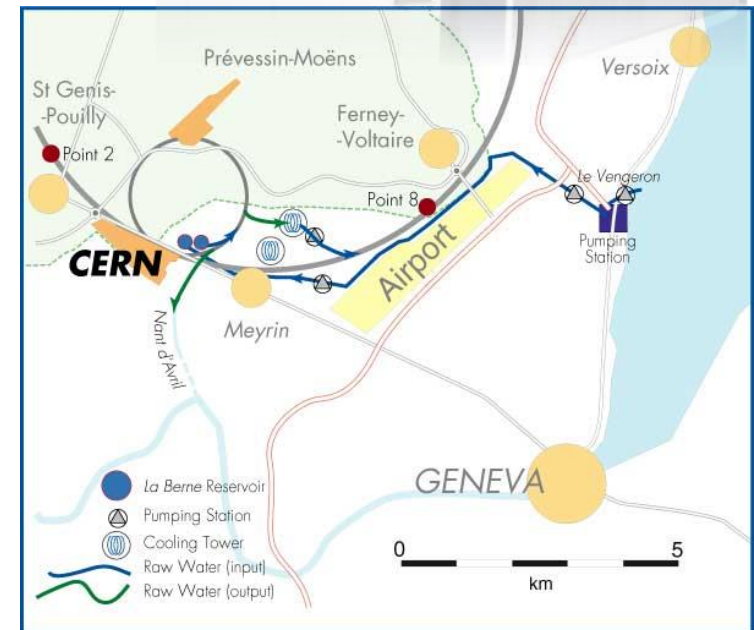 Prévessin-Moëns
Versoix
St Genis-
-Pouilly
Ferney-
-Voltaire
Point 2
Le Vengeron
Point 8
Pumping
Station
CERN
Airport
Meyrin
Nant d'Avril
GENEVA
La Berne Reservoir
Pumping Station
Cooling Tower
Raw Water (input)
Raw Water (output)
0 5
km